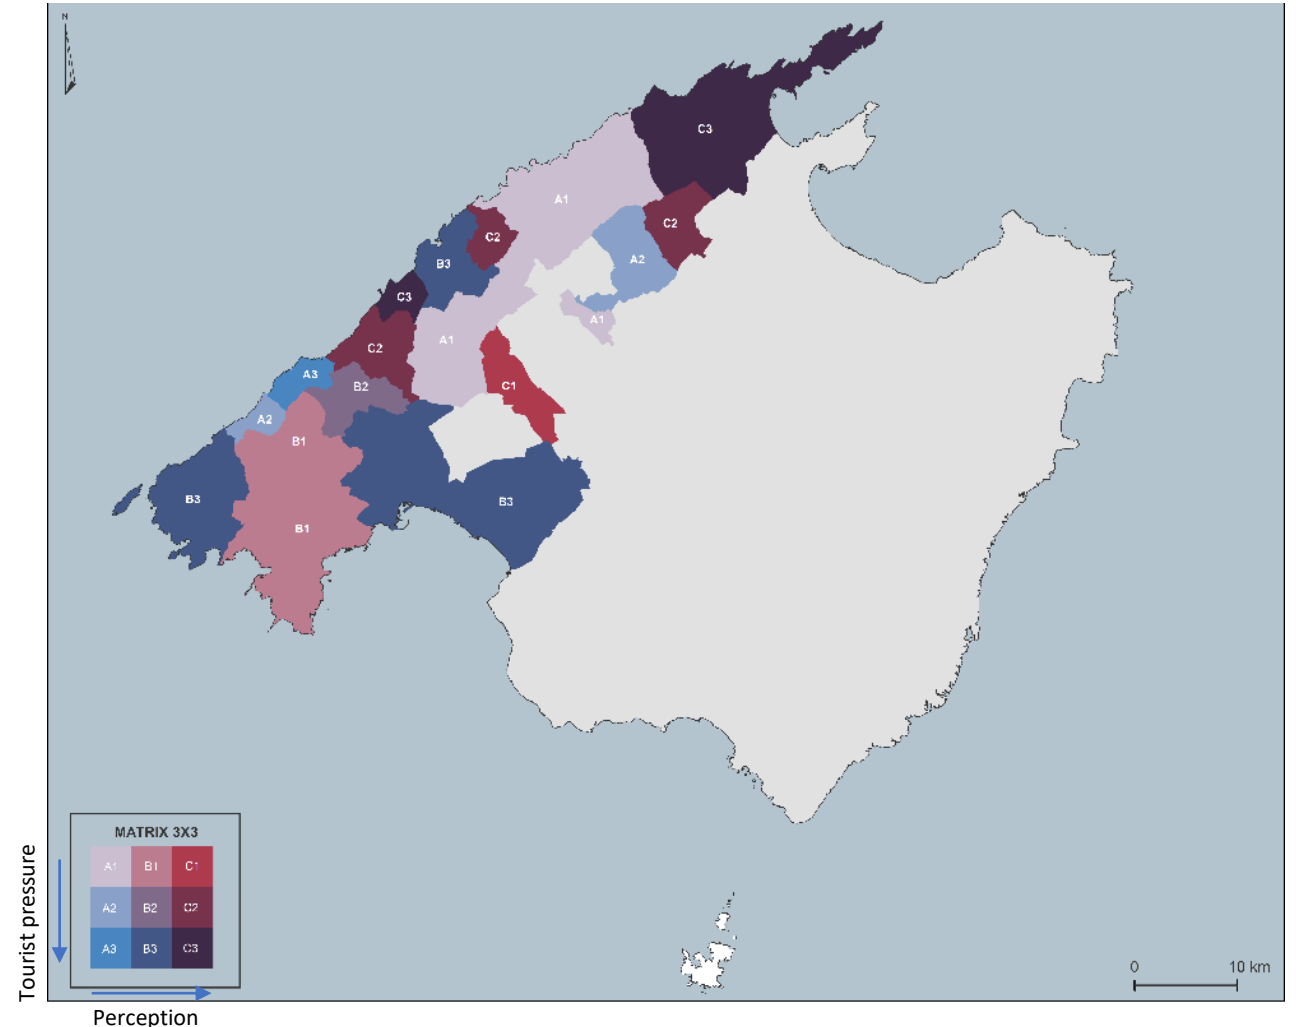 N
C3
A1
C2
C2
B3
A2
C3
A1
A1
C2
A3
B2
C1
A2
B1
B3
B3
B1
MATRIX 3X3
A1 B1 C1
A2 B2 C2
A3 B3 C3
Tourist pressure
Perception
0 10 km